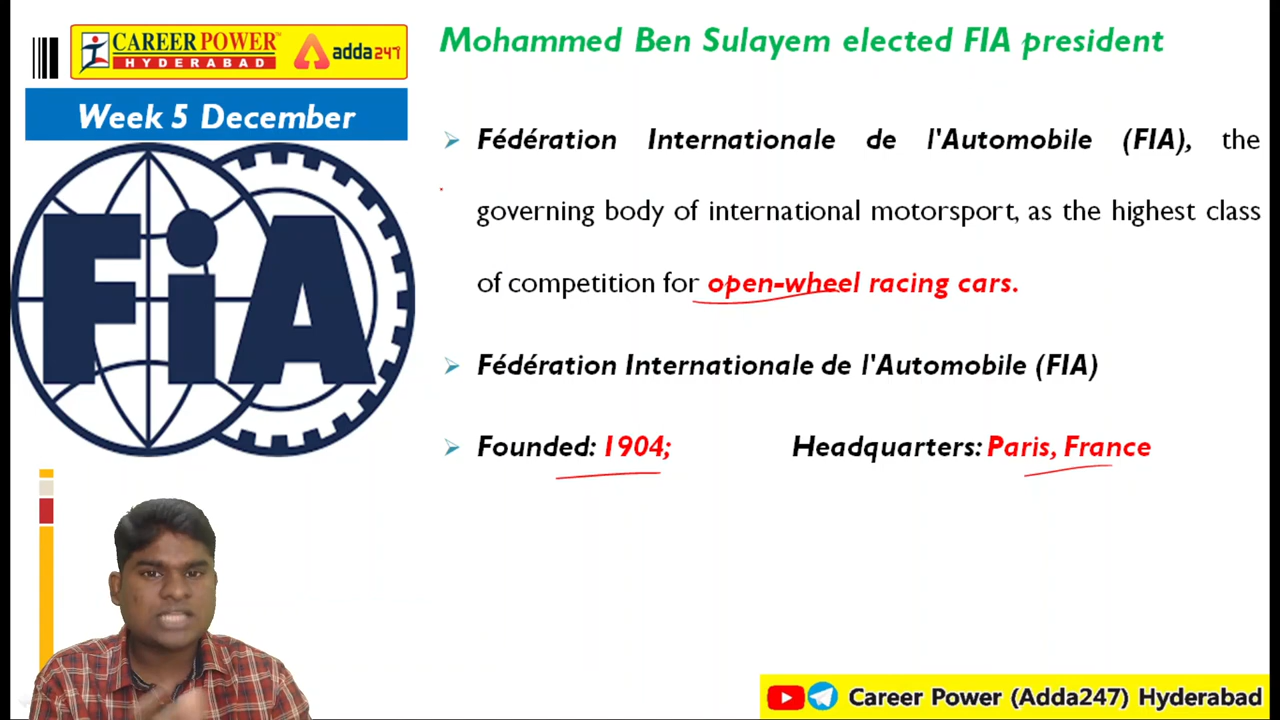 CAREER POWER
HYDERABAD
adda247
Mohammed Ben Sulayem elected FIA president
Week 5 December
FiA
Fédération Internationale de l'Automobile (FIA), the
governing body of international motorsport, as the highest class
of competition for open-wheel racing cars.
Fédération Internationale de l'Automobile (FIA)
Founded: 1904; Headquarters: Paris, France
Career Power (Adda247) Hyderabad